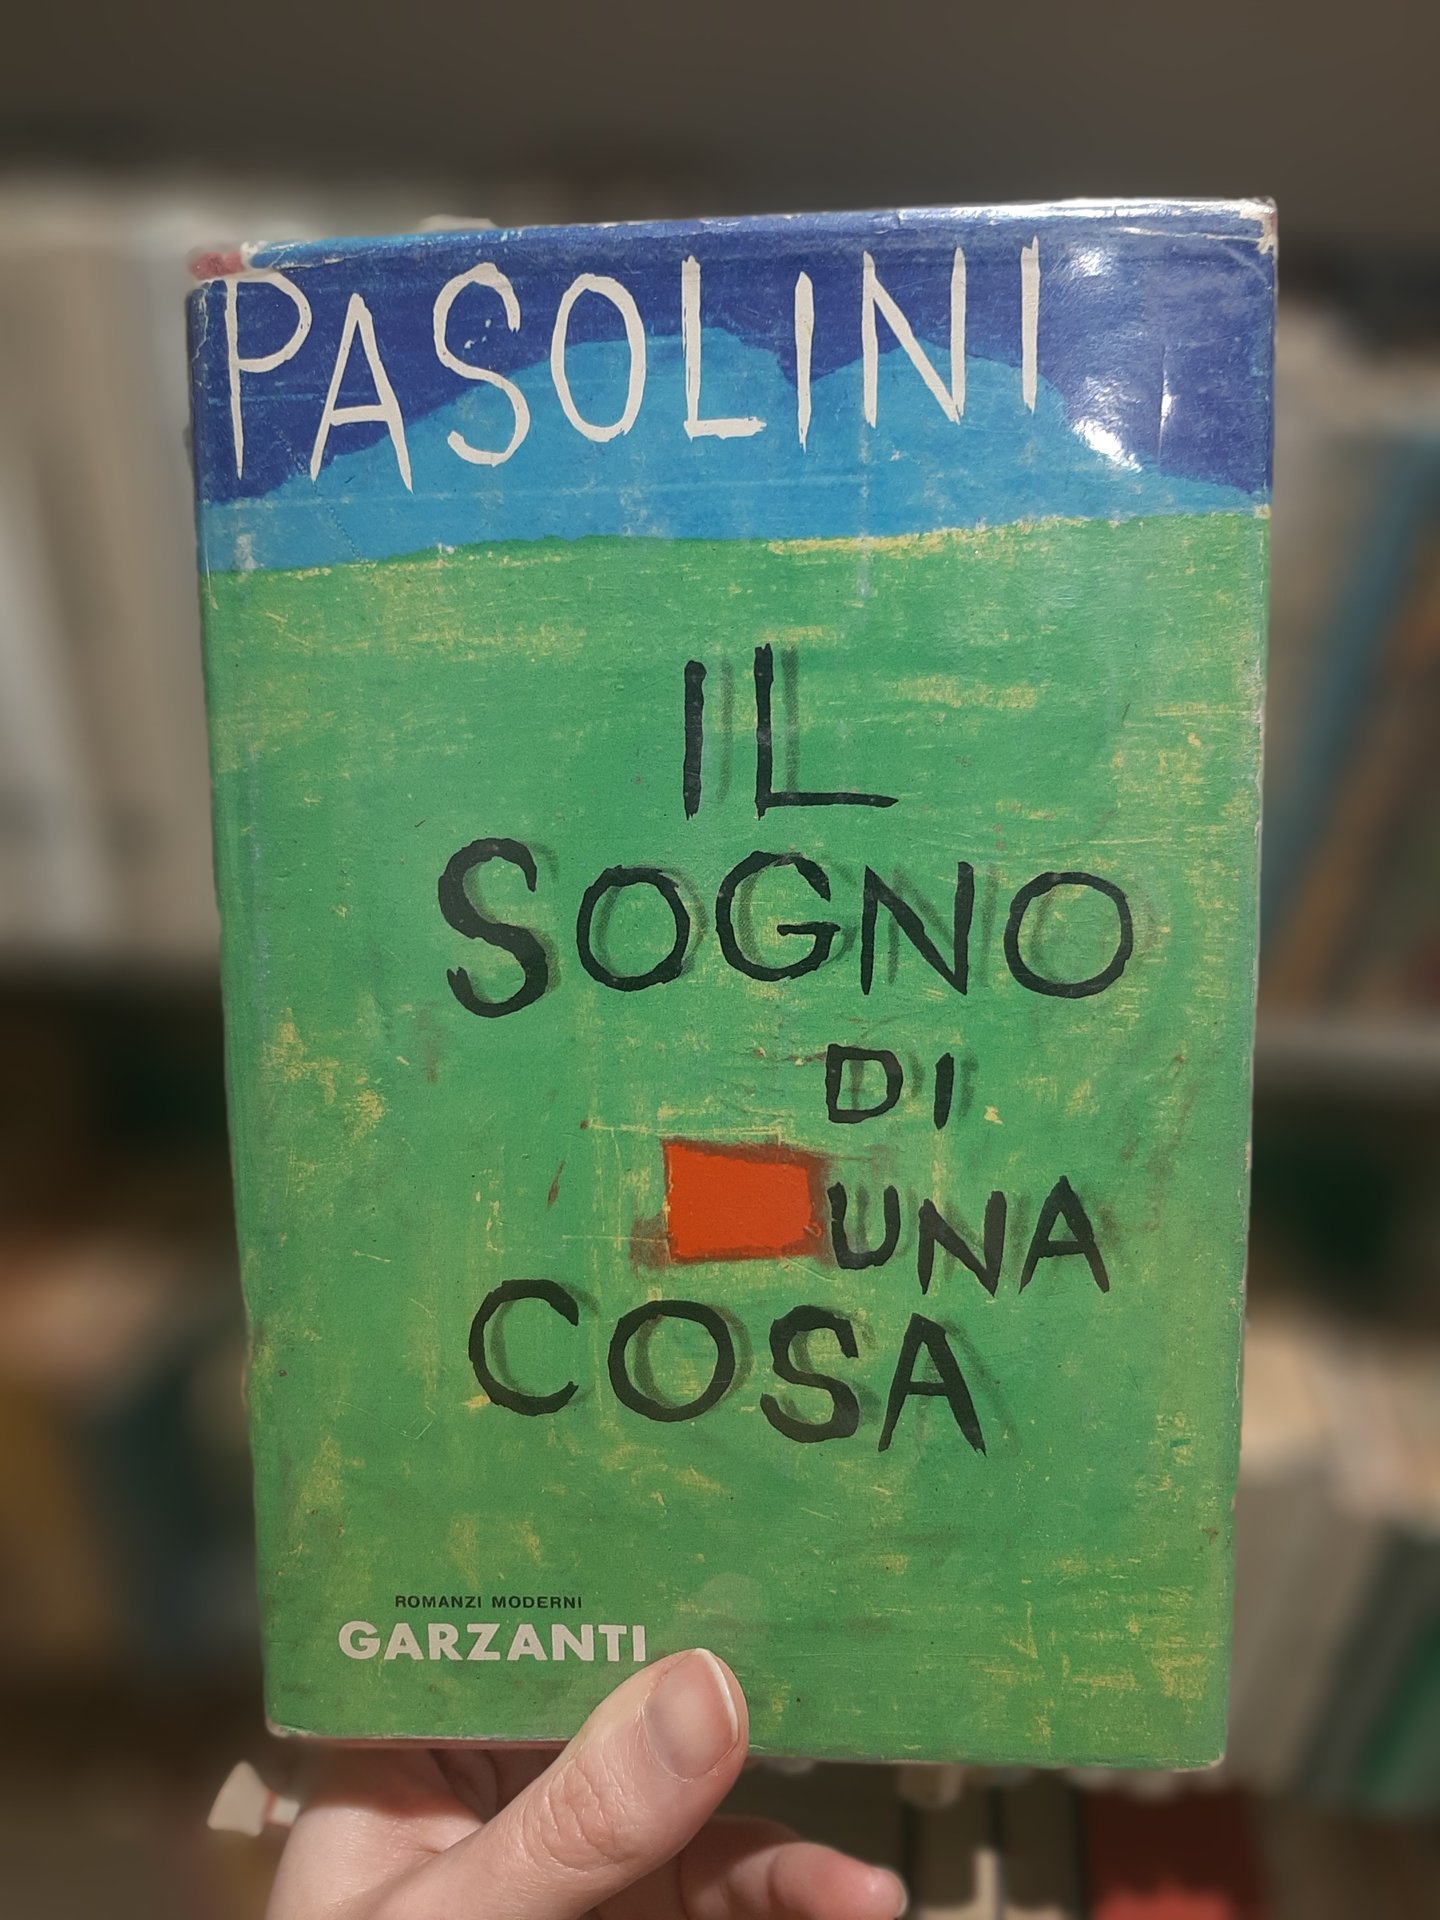 PASOLINI
IL
SOGNO
DI
UNA
COSA
ROMANZI MODERNI
GARZANTI